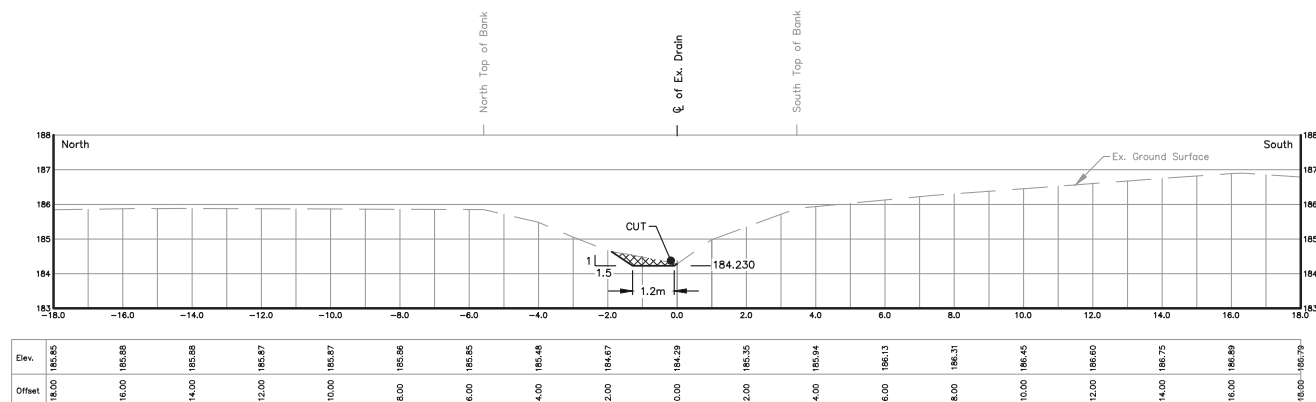 North Top of Bank
℄ of Ex. Drain
South Top of Bank
188 188
North South
Ex. Ground Surface
187 187
186 186
CUT
185 185
1
1.5
184.230
184 184
1.2m
183 183
-18.0 -16.0 -14.0 -12.0 -10.0 -8.0 -6.0 -4.0 -2.0 0.0 2.0 4.0 6.0 8.0 10.0 12.0 14.0 16.0 18.0
Elev. 185.85 185.88 185.88 185.87 185.87 185.86 185.85 185.48 184.67 184.29 185.35 185.94 186.13 186.31 186.45 186.60 186.75 186.89 186.79
Offset 18.00 16.00 14.00 12.00 10.00 8.00 6.00 4.00 2.00 0.00 2.00 4.00 6.00 8.00 10.00 12.00 14.00 16.00 18.00